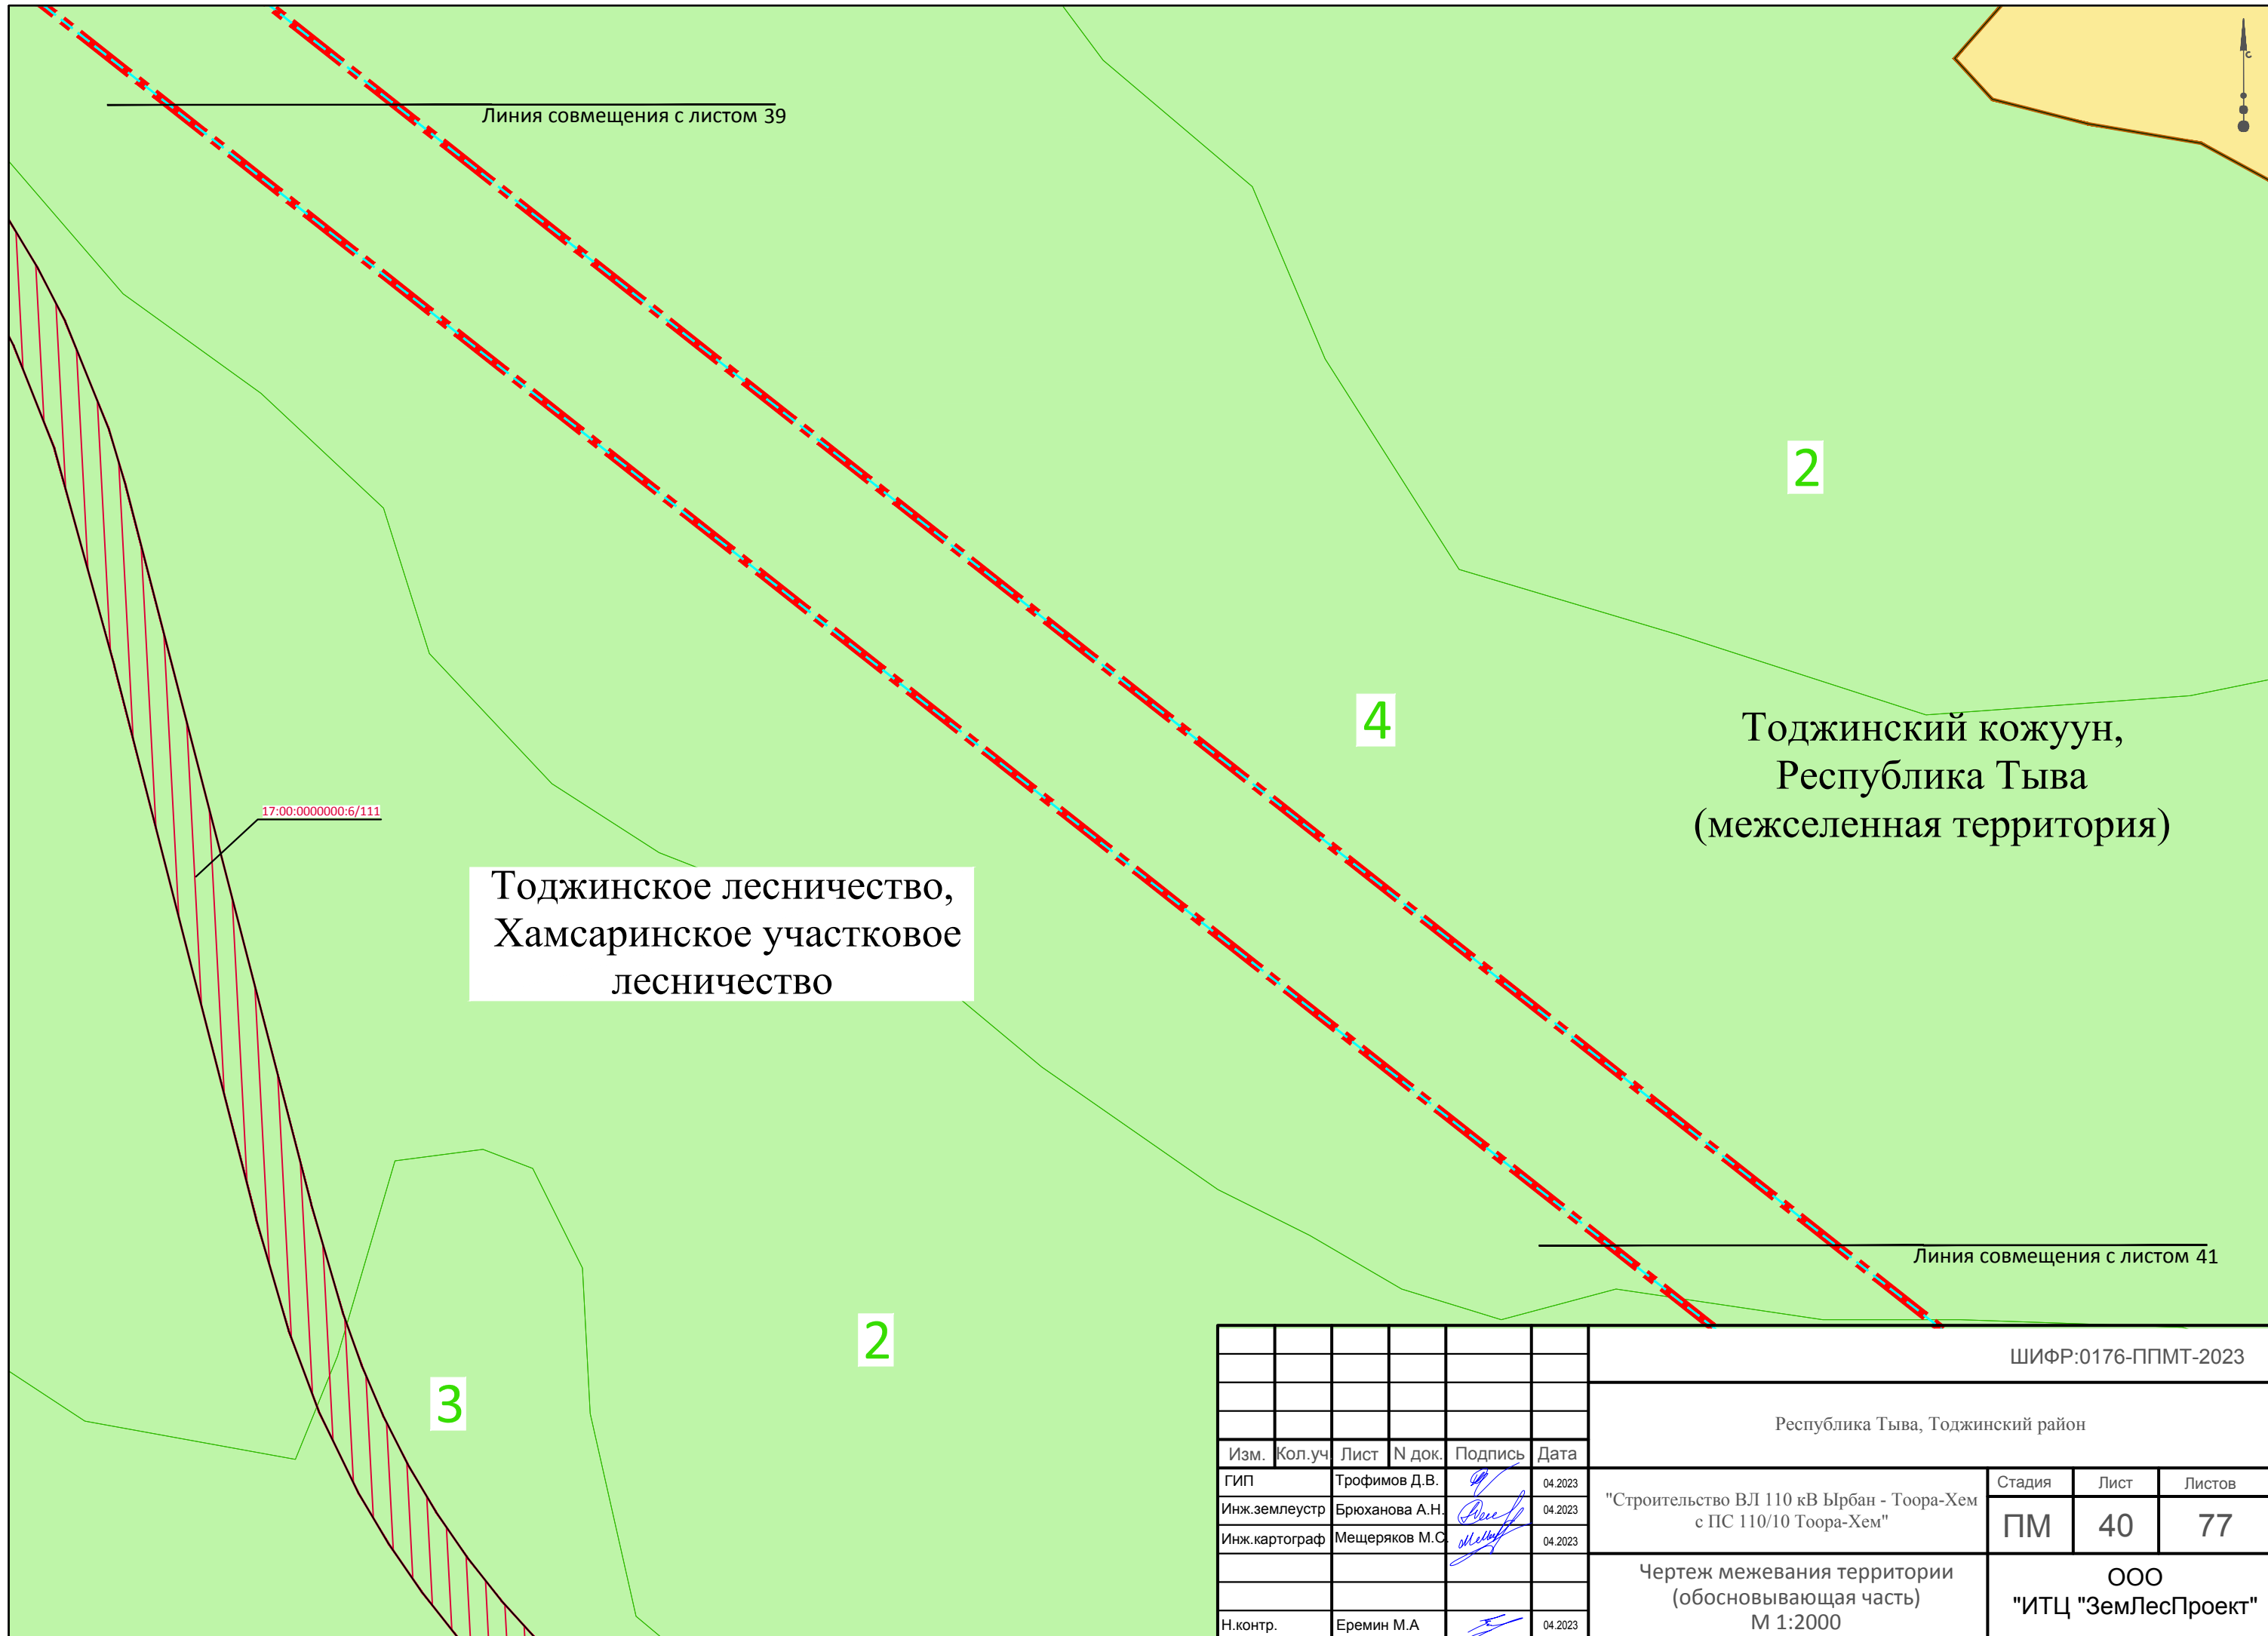 с
Линия совмещения с листом 39
2
4
Тоджинский кожуун,
Республика Тыва
(межселенная территория)
17:00:0000000:6/111
Тоджинское лесничество,
Хамсаринское участковое
лесничество
Линия совмещения с листом 41
2
3
ШИФР:0176-ППМТ-2023
Республика Тыва, Тоджинский район
Изм. Кол.уч. Лист N док. Подпись Дата
ГИП Трофимов Д.В. 04.2023
Инж.землеустр Брюханова А.Н. 04.2023
Инж.картограф Мещеряков М.С. 04.2023
Н.контр. Еремин М.А 04.2023
"Строительство ВЛ 110 кВ Ырбан - Тоора-Хем
с ПС 110/10 Тоора-Хем"
Стадия Лист Листов
ПМ 40 77
Чертеж межевания территории
(обосновывающая часть)
М 1:2000
ООО
"ИТЦ "ЗемЛесПроект"